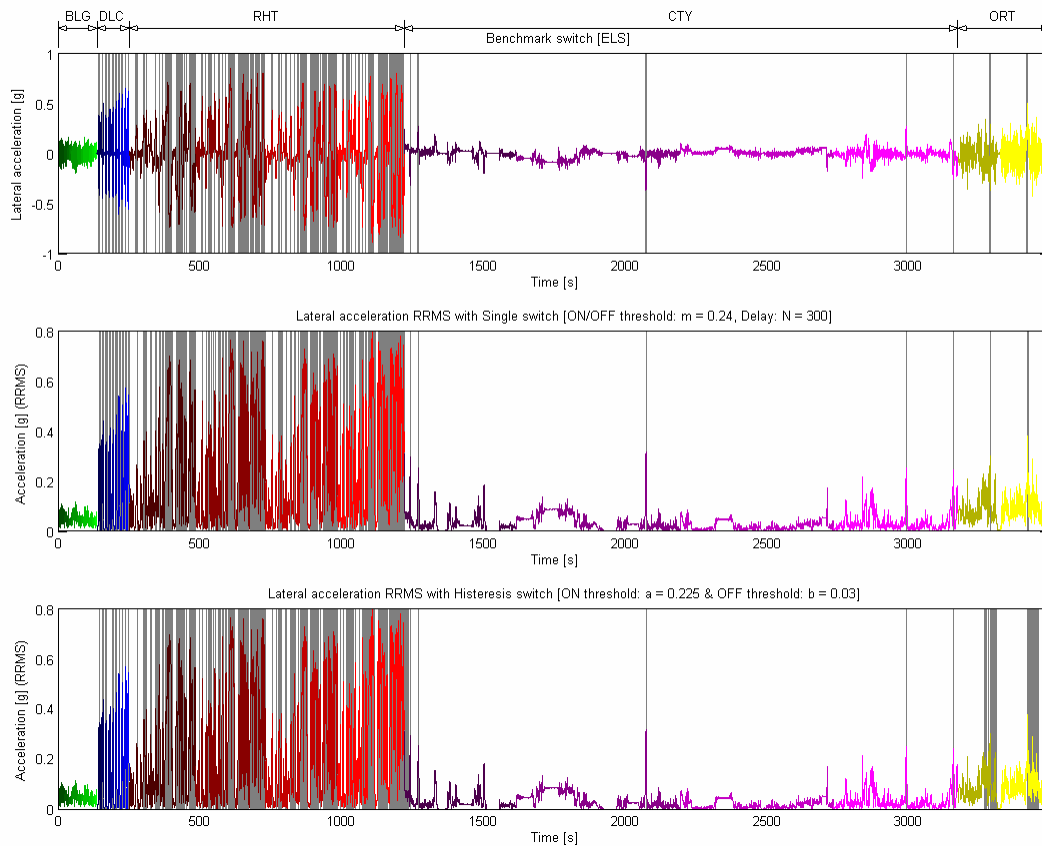 BLG DLC RHT CTY ORT
Benchmark switch [ELS]
1
0.5
0
-0.5
-1
Lateral acceleration [g]
0 500 1000 1500 2000 2500 3000
Time [s]
Lateral acceleration RRMS with Single switch [ON/OFF threshold: m = 0.24, Delay: N = 300]
0.8
0.6
0.4
0.2
0
Acceleration [g] (RRMS)
0 500 1000 1500 2000 2500 3000
Time [s]
Lateral acceleration RRMS with Histeresis switch [ON threshold: a = 0.225 & OFF threshold: b = 0.03]
0.8
0.6
0.4
0.2
0
Acceleration [g] (RRMS)
0 500 1000 1500 2000 2500 3000
Time [s]